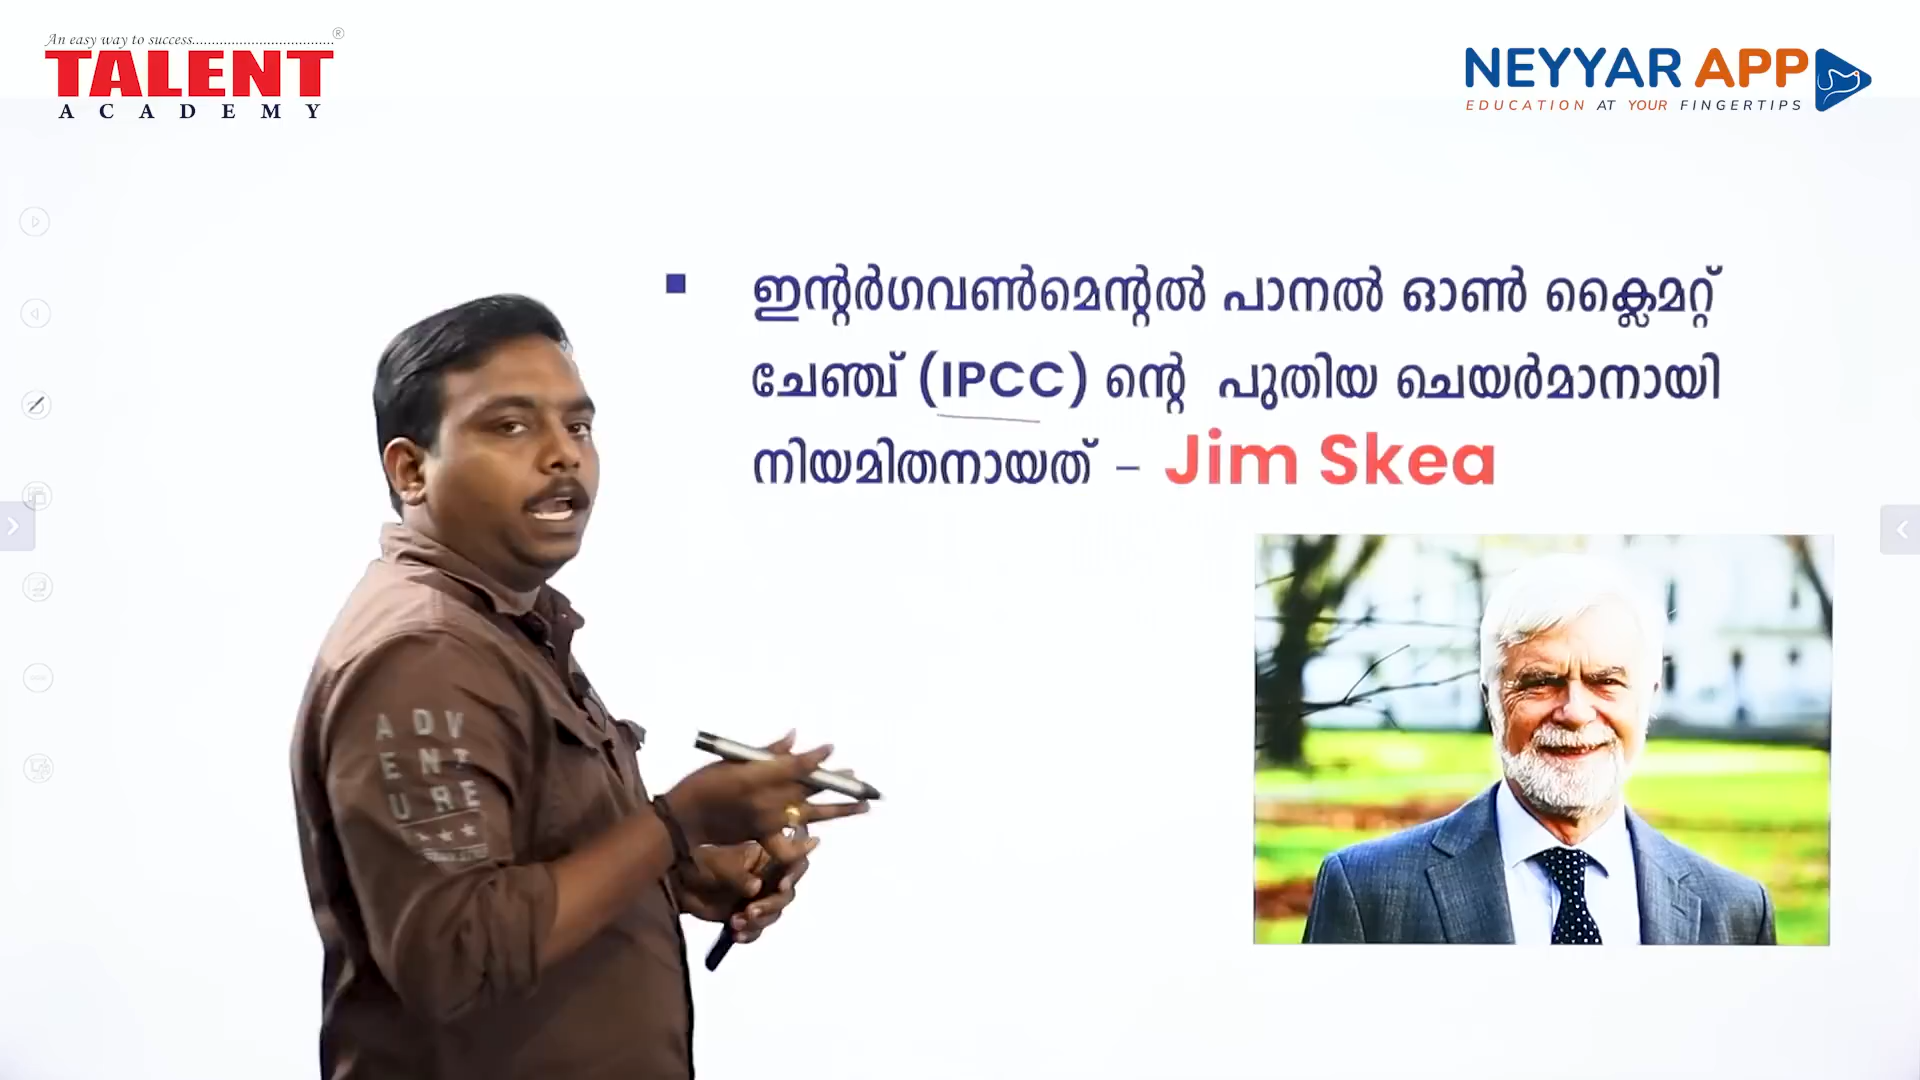 An easy way to success.....................................®
TALENT
ACADEMY
NEYYAR APP
EDUCATION AT YOUR FINGERTIPS
ഇന്റർഗവൺമെന്റൽ പാനൽ ഓൺ ക്ലൈമറ്റ്
ചേഞ്ച് (IPCC) ന്റെ പുതിയ ചെയർമാനായി
നിയമിതനായത് – Jim Skea
ADV
ENT
URE